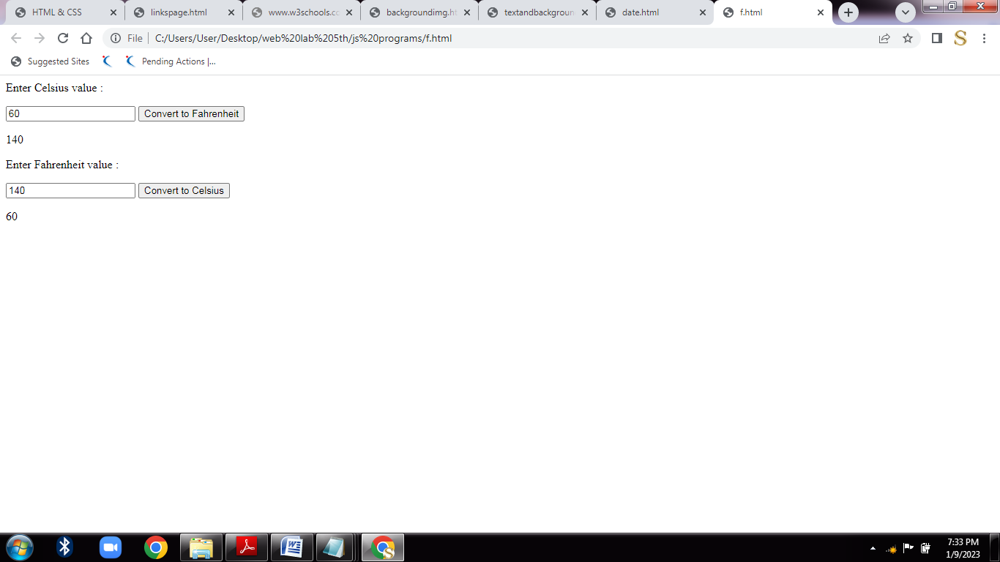 HTML & CSS
linkspage.html
www.w3schools.cc
backgroundimg.ht
textandbackgroun
date.html
f.html
File
C:/Users/User/Desktop/web%20lab%205th/js%20programs/f.html
Suggested Sites
Pending Actions |...
Enter Celsius value :
60 Convert to Fahrenheit
140
Enter Fahrenheit value :
140 Convert to Celsius
60
7:33 PM
1/9/2023